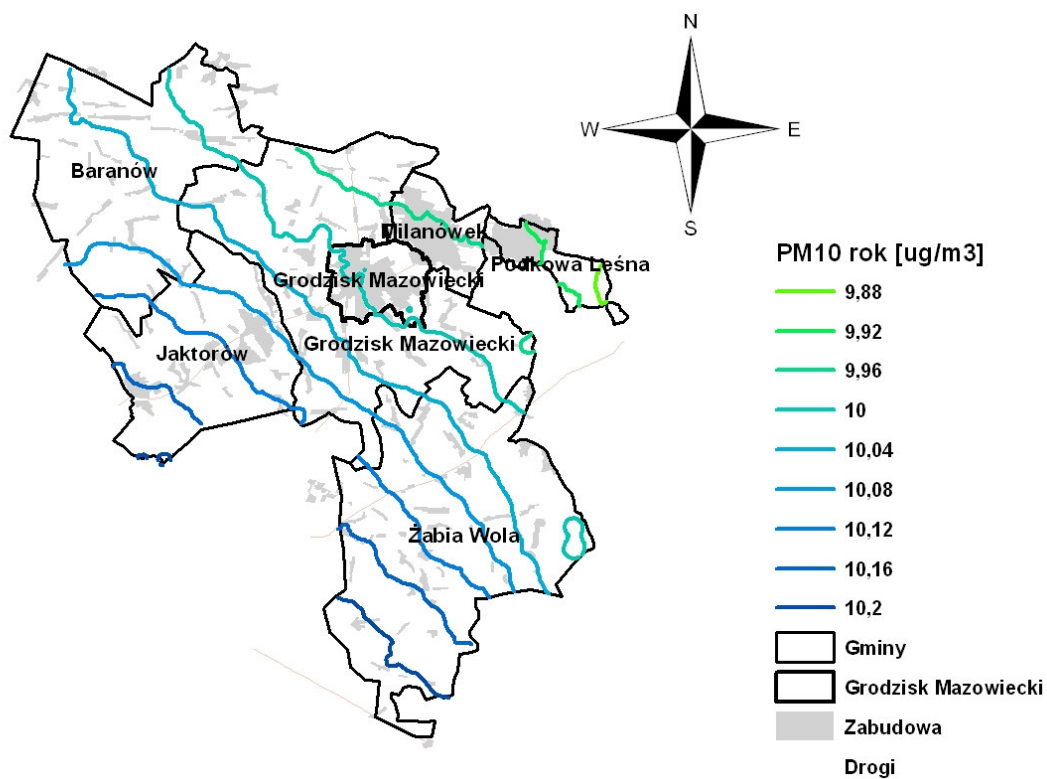 N
W
E
S
Baranów
Milanówek
Podkowa Leśna
Grodzisk Mazowiecki
Grodzisk Mazowiecki
Jaktorów
Żabia Wola
PM10 rok [ug/m3]
9,88
9,92
9,96
10
10,04
10,08
10,12
10,16
10,2
Gminy
Grodzisk Mazowiecki
Zabudowa
Drogi